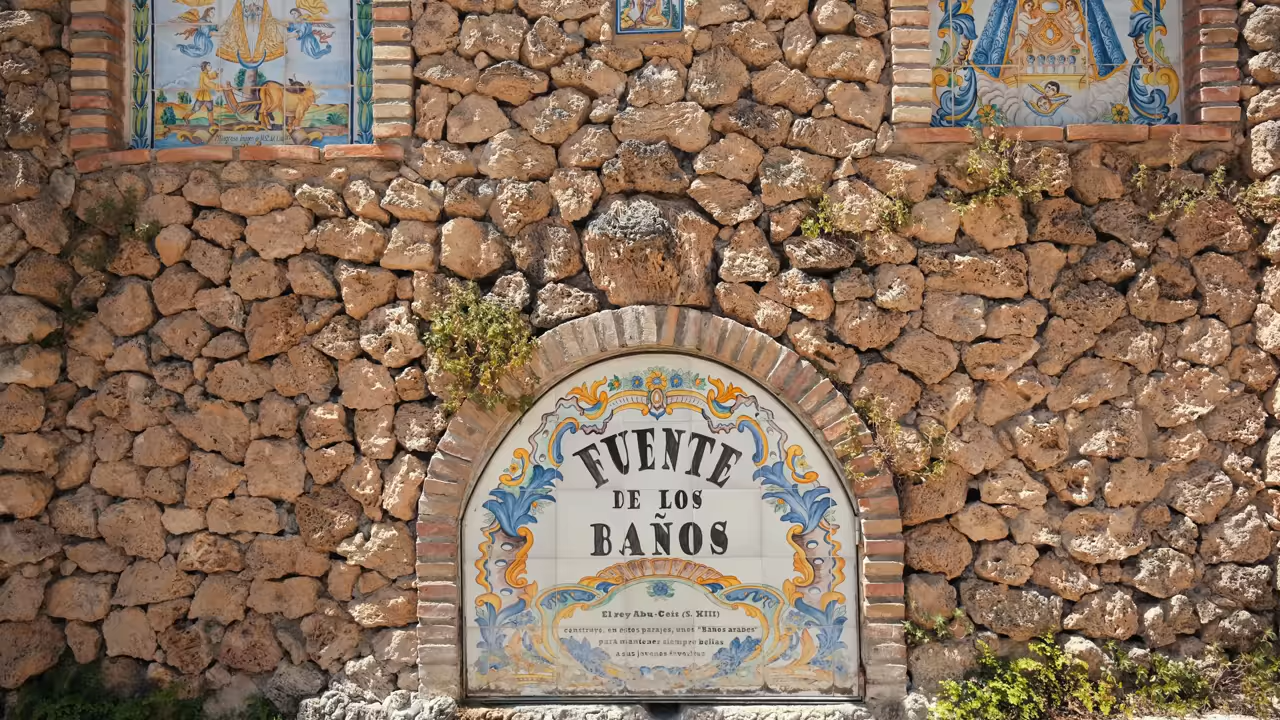 FUENTE
DE LOS
BAÑOS
El rey Abu-Ceit (S. XIII)
construye, en estos parajes, unos "Baños árabes"
para mantener siempre bellas
a sus jóvenes favoritas